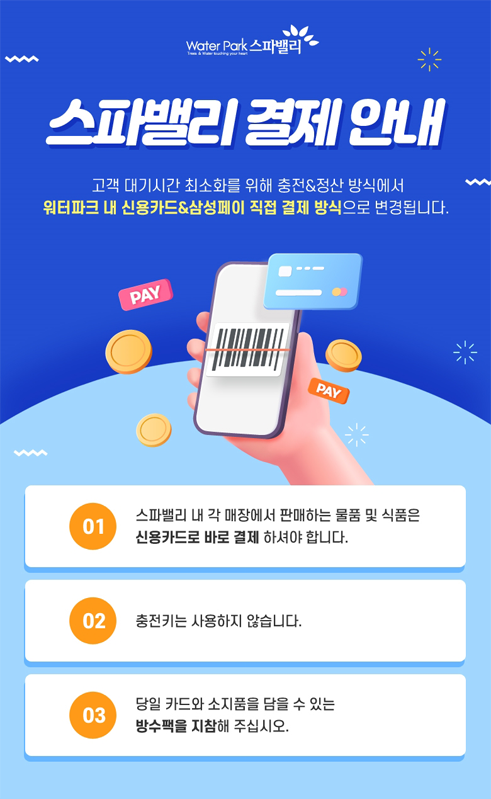 Water Park 스파밸리
Trees & Water touching your heart
스파밸리 결제 안내
고객 대기시간 최소화를 위해 충전&정산 방식에서
워터파크 내 신용카드&삼성페이 직접 결제 방식으로 변경됩니다.
PAY
PAY
01
스파밸리 내 각 매장에서 판매하는 물품 및 식품은
신용카드로 바로 결제 하셔야 합니다.
02
충전키는 사용하지 않습니다.
03
당일 카드와 소지품을 담을 수 있는
방수팩을 지참해 주십시오.